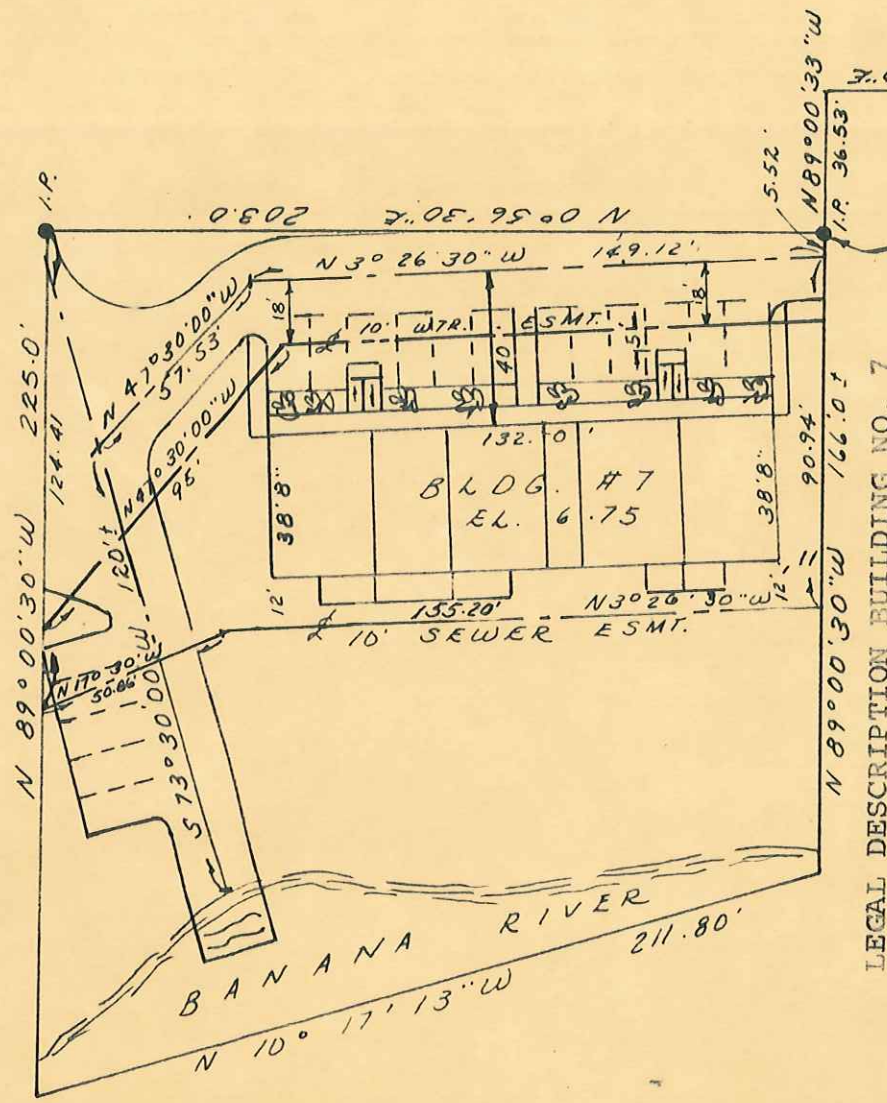 I.P.
N 89° 00' 30" W 225.0'
124.41
N 0° 56' 30" E 203.0
N 3° 26' 30" W 149.12'
N 47° 30' 00" W
57.53'
N 47° 30' 00" W
95'
18'
18'
10' WTR. ESMT.
15'
40'
5.52'
N 89° 00' 33" W
I.P. 36.53'
132.0'
BLDG. #7
EL. 6.75
38'8"
38'8"
12'
12'
120'±
N 17° 30' W
50.86'
S 73° 30' 00" W
155.20'
N 3° 26' 30" W
10' SEWER ESMT.
90.94'
166.0±
N 89° 00' 30" W
BANANA RIVER
N 10° 17' 13" W 211.80'
LEGAL DESCRIPTION BUILDING NO. 7